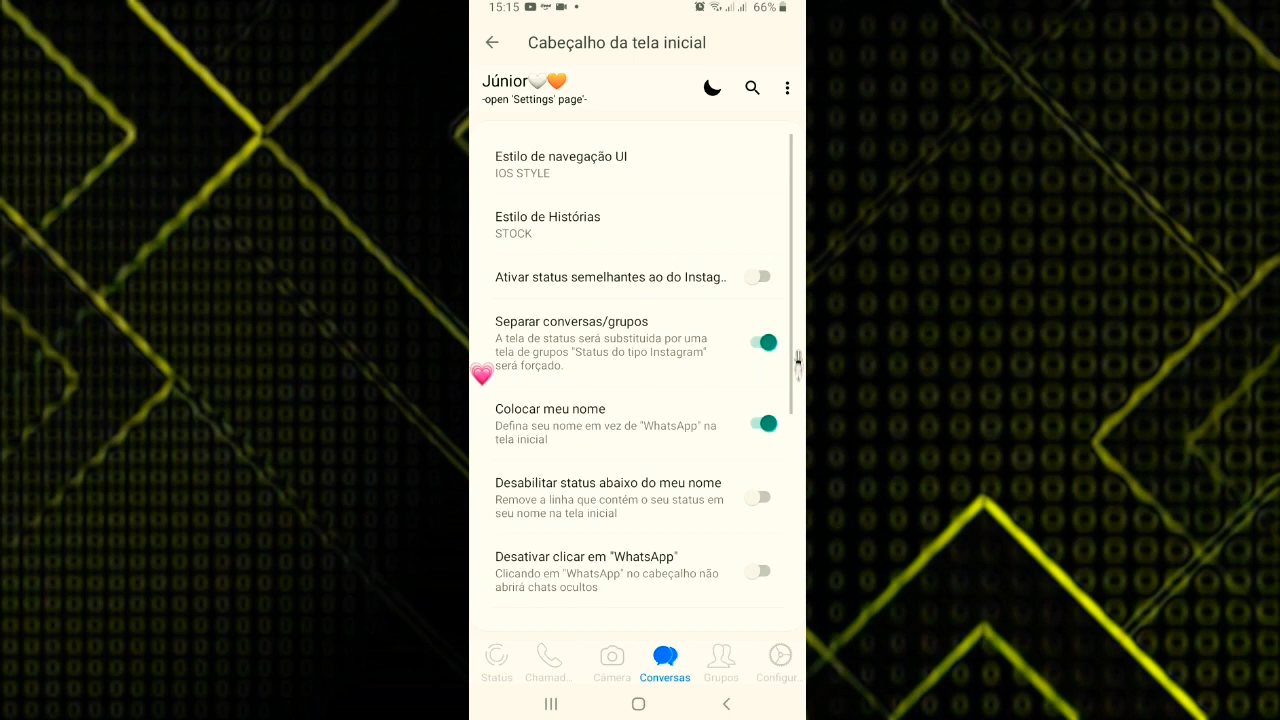 15:15 66%
Cabeçalho da tela inicial
Júnior🤍🧡
-open 'Settings' page'-
Estilo de navegação UI
IOS STYLE
Estilo de Histórias
STOCK
Ativar status semelhantes ao do Instag..
Separar conversas/grupos
A tela de status será substituida por uma
tela de grupos "Status do tipo Instagram"
será forçado.
Colocar meu nome
Defina seu nome em vez de "WhatsApp" na
tela inicial
Desabilitar status abaixo do meu nome
Remove a linha que contém o seu status em
seu nome na tela inicial
Desativar clicar em "WhatsApp"
Clicando em "WhatsApp" no cabeçalho não
abrirá chats ocultos
Status Chamad.. Câmera Conversas Grupos Configur...